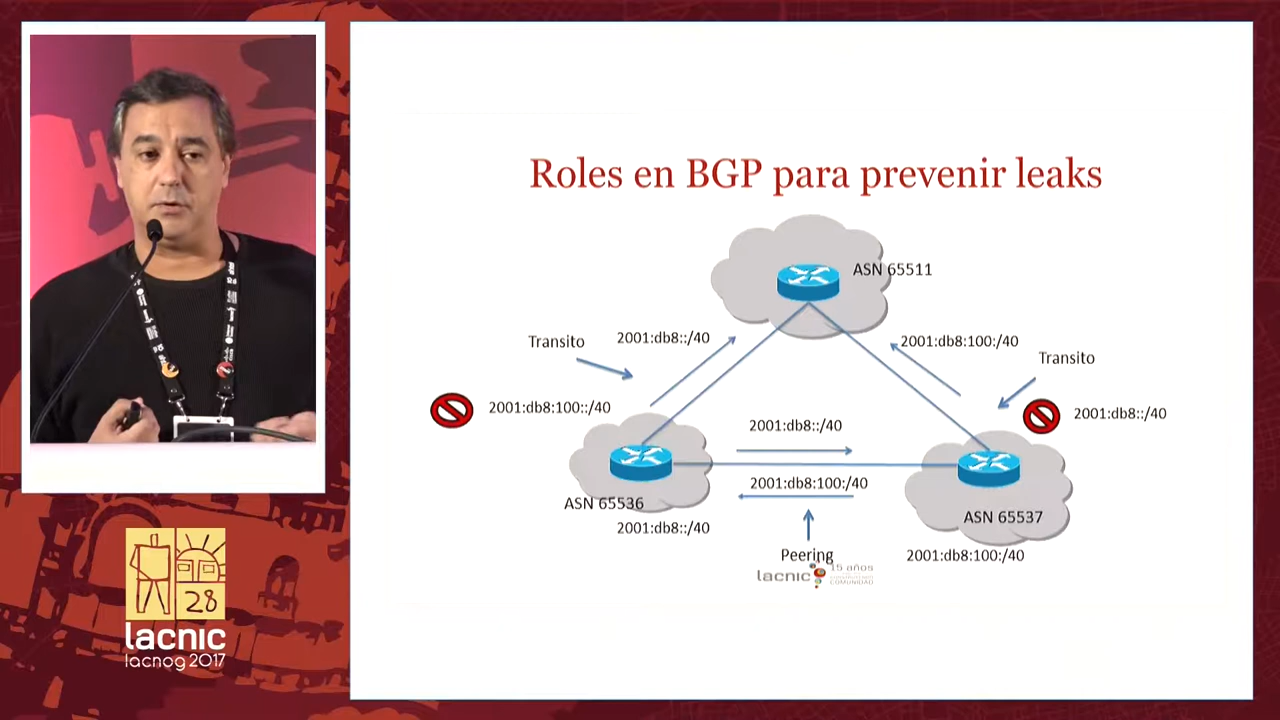 Roles en BGP para prevenir leaks
ASN 65511
Transito
2001:db8::/40
2001:db8:100:/40
Transito
2001:db8:100::/40
2001:db8::/40
2001:db8::/40
2001:db8:100:/40
ASN 65536
ASN 65537
2001:db8::/40
Peering
2001:db8:100:/40
lacnic
15 años
COMUNIDAD
28
lacnic
lacnog 2017